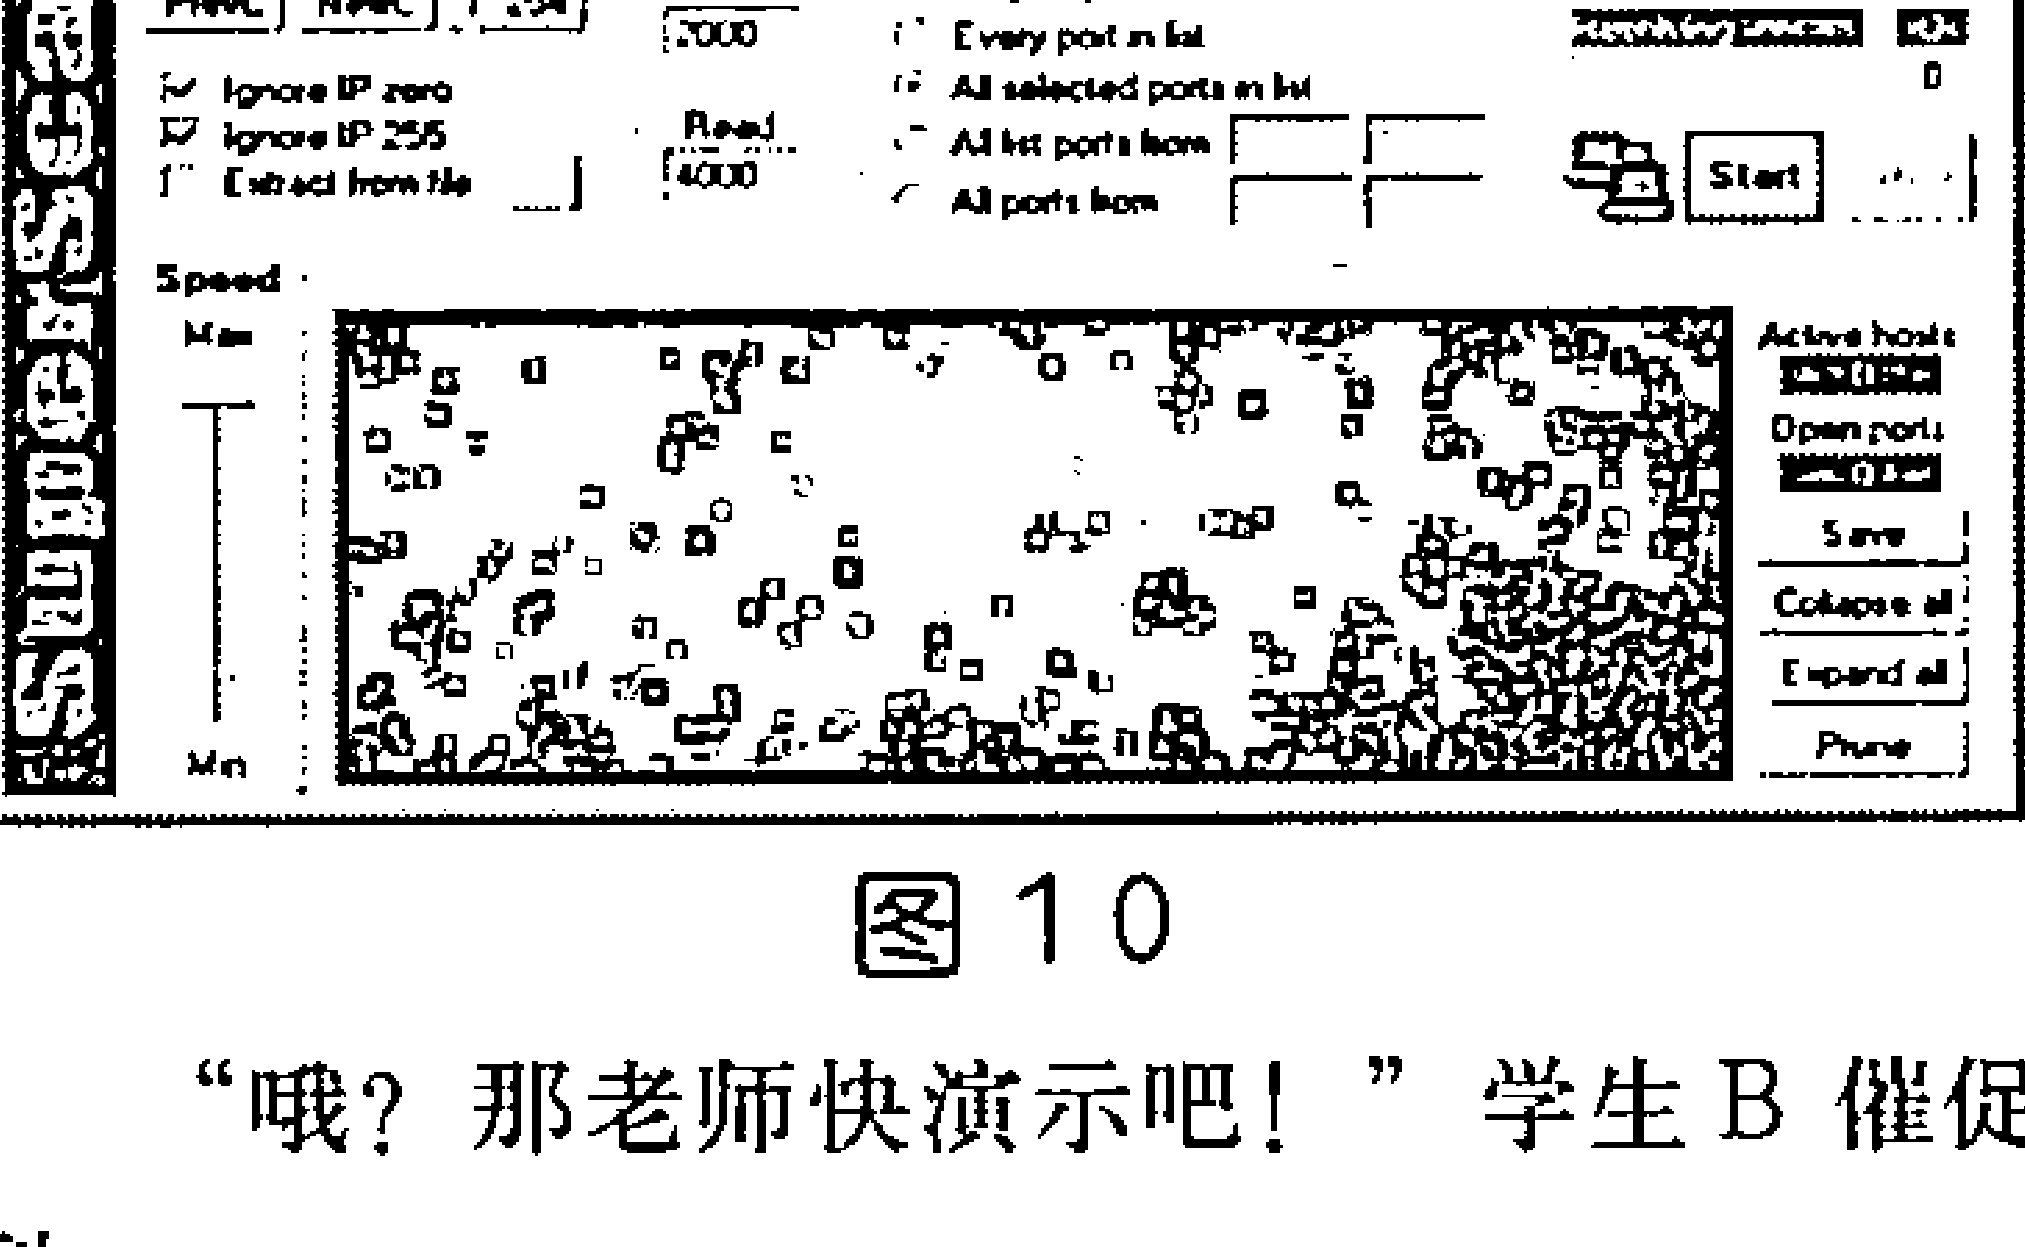 2000
Every port in list
Ignore IP zero
All selected ports in list
0
Ignore IP 255
Read
All list ports from
Start
Extract from file
4000
All ports from
Speed
Max
Active hosts
Open ports
Save
Collapse all
Expand all
Prune
Min
图 10
“哦？那老师快演示吧！”学生 B 催促